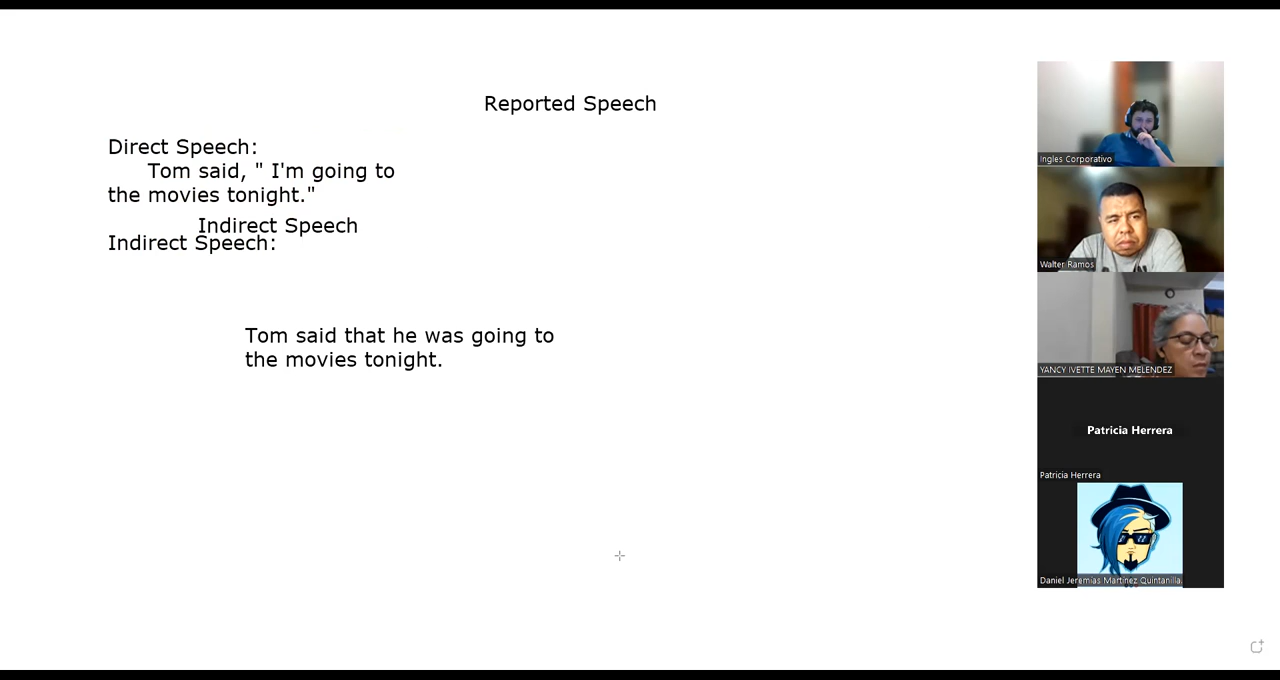 Reported Speech
Direct Speech:
Tom said, " I'm going to
the movies tonight."
Indirect Speech
Indirect Speech:
Tom said that he was going to
the movies tonight.
Ingles Corporativo
Walter Ramos
YANCY IVETTE MAYEN MELENDEZ
Patricia Herrera
Patricia Herrera
Daniel Jeremías Martínez Quintanilla